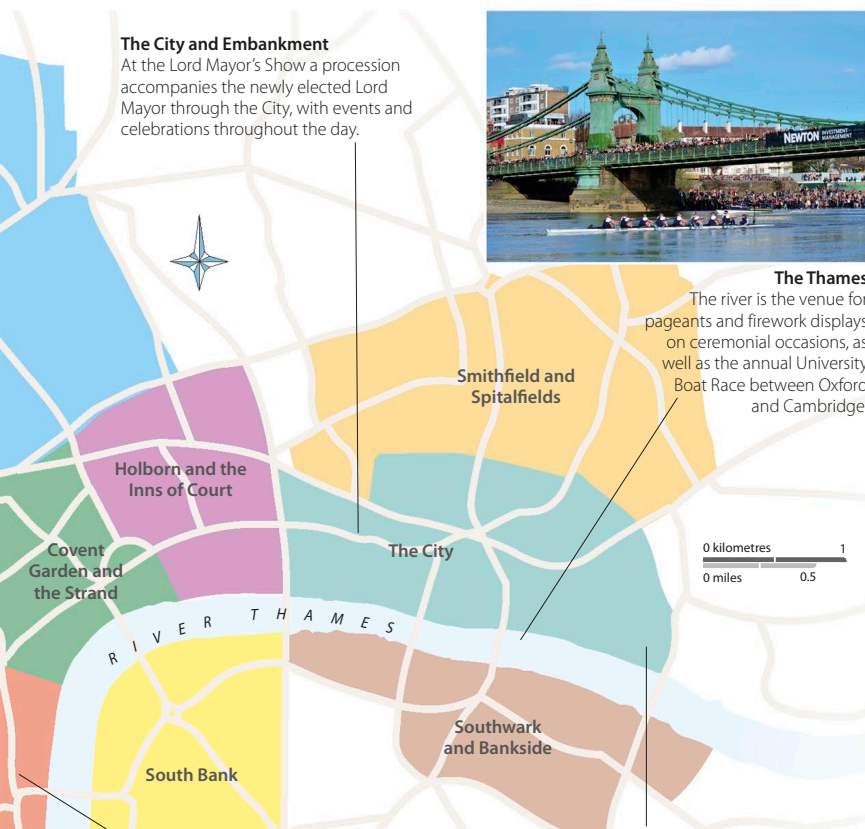 The City and Embankment
At the Lord Mayor's Show a procession
accompanies the newly elected Lord
Mayor through the City, with events and
celebrations throughout the day.
NEWTON INVESTMENT
MANAGEMENT
The Thames
The river is the venue for
pageants and firework displays
on ceremonial occasions, as
well as the annual University
Boat Race between Oxford
and Cambridge
Smithfield and
Spitalfields
Holborn and the
Inns of Court
The City
Covent
Garden and
the Strand
0 kilometres 1
0 miles 0.5
RIVER THAMES
Southwark
and Bankside
South Bank